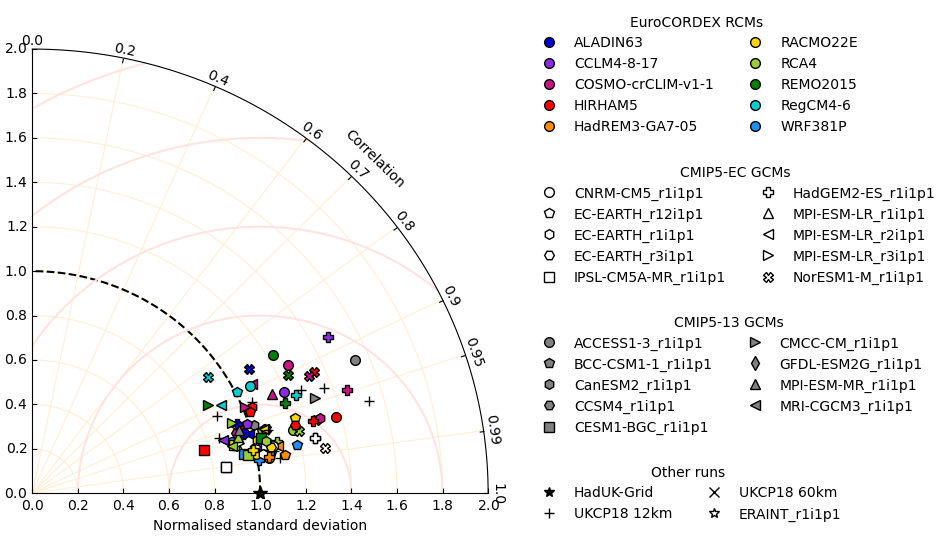 0.0
0.2
0.4
0.6
0.7
0.8
0.9
0.95
0.99
1.0
Correlation
2.0
1.8
1.6
1.4
1.2
1.0
0.8
0.6
0.4
0.2
0.0
0.0 0.2 0.4 0.6 0.8 1.0 1.2 1.4 1.6 1.8 2.0
Normalised standard deviation
EuroCORDEX RCMs
ALADIN63
CCLM4-8-17
COSMO-crCLIM-v1-1
HIRHAM5
HadREM3-GA7-05
RACMO22E
RCA4
REMO2015
RegCM4-6
WRF381P
CMIP5-EC GCMs
CNRM-CM5_r1i1p1
EC-EARTH_r12i1p1
EC-EARTH_r1i1p1
EC-EARTH_r3i1p1
IPSL-CM5A-MR_r1i1p1
HadGEM2-ES_r1i1p1
MPI-ESM-LR_r1i1p1
MPI-ESM-LR_r2i1p1
MPI-ESM-LR_r3i1p1
NorESM1-M_r1i1p1
CMIP5-13 GCMs
ACCESS1-3_r1i1p1
BCC-CSM1-1_r1i1p1
CanESM2_r1i1p1
CCSM4_r1i1p1
CESM1-BGC_r1i1p1
CMCC-CM_r1i1p1
GFDL-ESM2G_r1i1p1
MPI-ESM-MR_r1i1p1
MRI-CGCM3_r1i1p1
Other runs
HadUK-Grid
UKCP18 12km
UKCP18 60km
ERAINT_r1i1p1